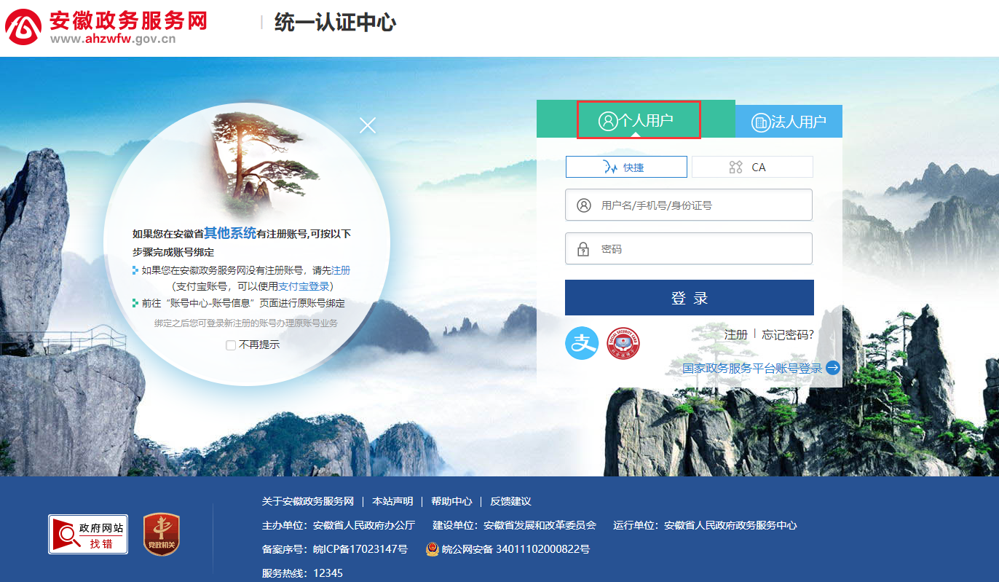 安徽政务服务网
www.ahzwfw.gov.cn
统一认证中心
个人用户
法人用户
快捷
CA
用户名/手机号/身份证号
密码
登 录
注册 | 忘记密码?
国家政务服务平台账号登录
如果您在安徽省其他系统有注册账号,可按以下
步骤完成账号绑定
如果您在安徽政务服务网没有注册账号，请先注册
（支付宝账号，可以使用支付宝登录）
前往“账号中心-账号信息”页面进行原账号绑定
绑定之后您可登录新注册的账号办理原账号业务
不再提示
支
SOCIAL SECURITY CARD
政府网站
找错
党政机关
关于安徽政务服务网 | 本站声明 | 帮助中心 | 反馈建议
主办单位：安徽省人民政府办公厅 建设单位：安徽省发展和改革委员会 运行单位：安徽省人民政府政务服务中心
备案序号：皖ICP备17023147号 皖公网安备 34011102000822号
服务热线：12345